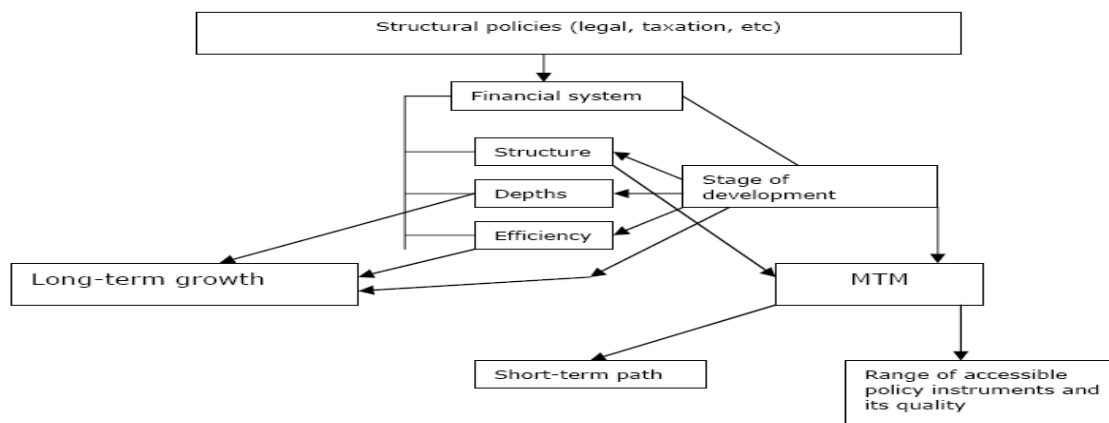 Structural policies (legal, taxation, etc)
Financial system
Structure
Stage of
development
Depths
Efficiency
Long-term growth
MTM
Short-term path
Range of accessible
policy instruments and
its quality